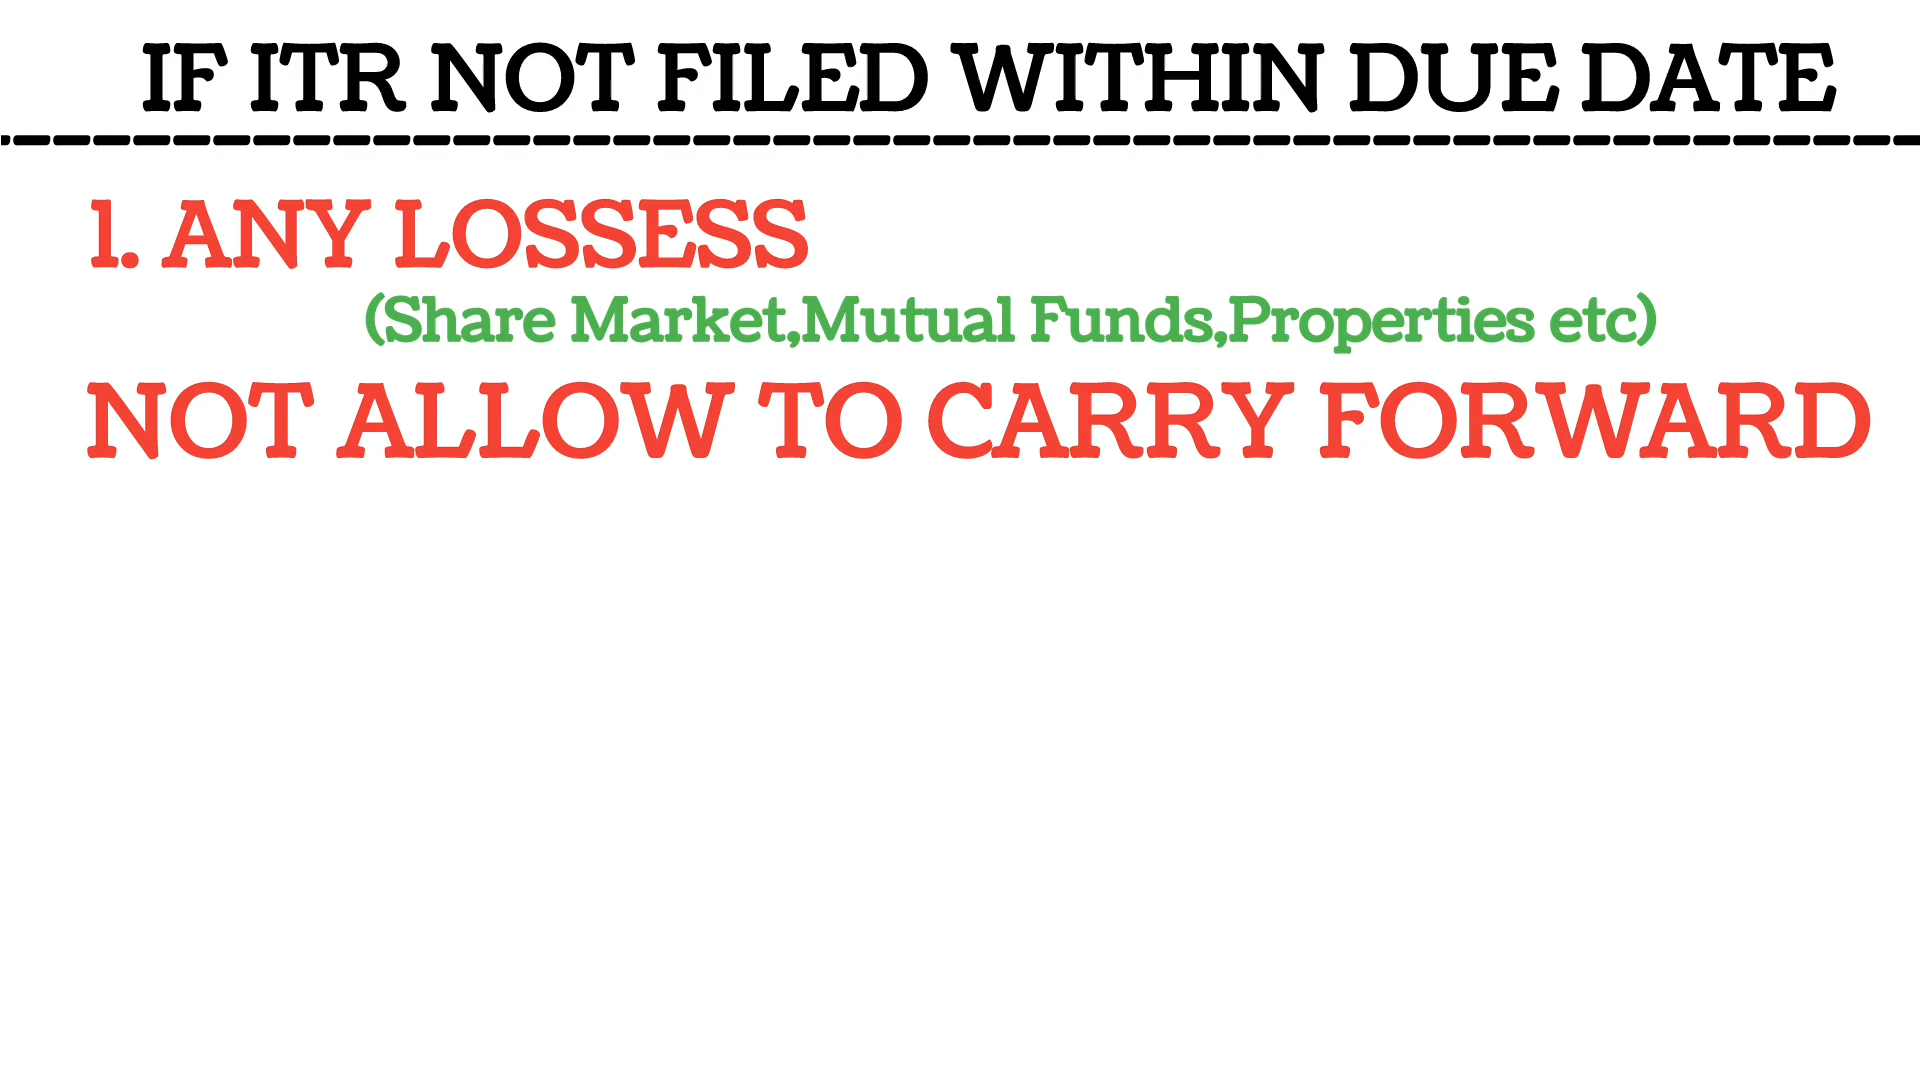 IF ITR NOT FILED WITHIN DUE DATE
1. ANY LOSSESS
(Share Market,Mutual Funds,Properties etc)
NOT ALLOW TO CARRY FORWARD